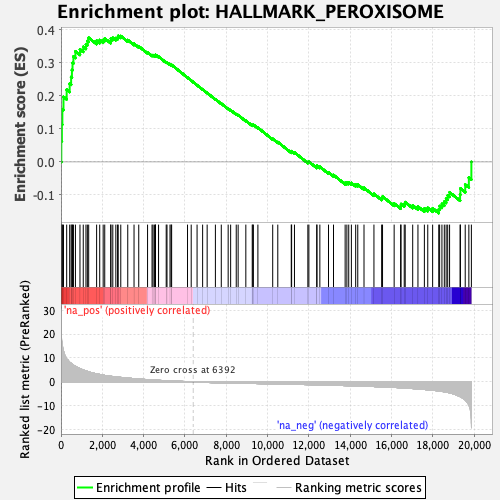 Enrichment plot: HALLMARK_PEROXISOME
Enrichment score (ES)
0.4
0.3
0.2
0.1
0.0
-0.1
'na_pos' (positively correlated)
Ranked list metric (PreRanked)
30
20
10
0
-10
-20
Zero cross at 6392
'na_neg' (negatively correlated)
0
2,000
4,000
6,000
8,000
10,000
12,000
14,000
16,000
18,000
20,000
Rank in Ordered Dataset
Enrichment profile
Hits
Ranking metric scores